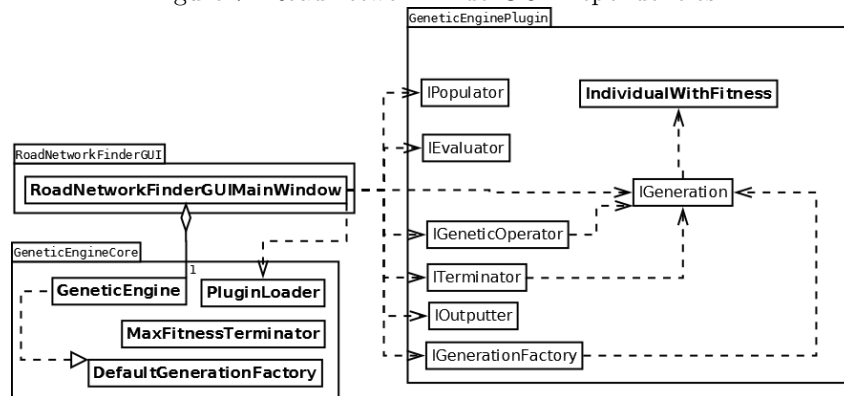 GeneticEnginePlugin
IPopulator
IndividualWithFitness
IEvaluator
RoadNetworkFinderGUI
RoadNetworkFinderGUIMainWindow
IGeneration
IGeneticOperator
GeneticEngineCore
1
ITerminator
GeneticEngine
PluginLoader
IOutputter
MaxFitnessTerminator
IGenerationFactory
DefaultGenerationFactory